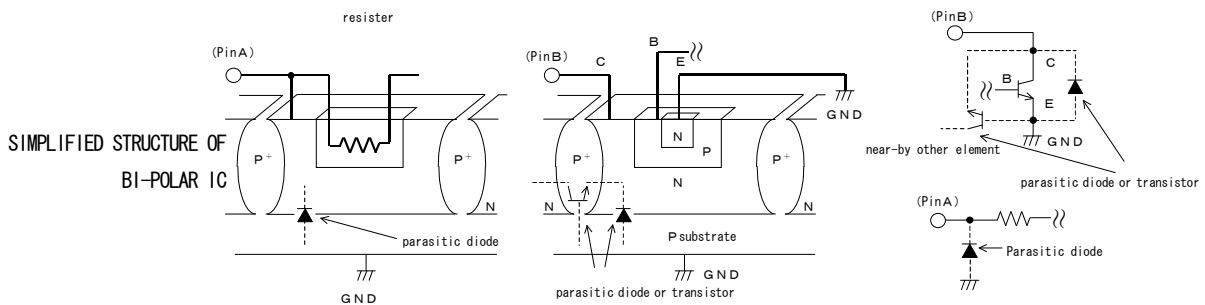 resister
(PinA)
P+
P+
N
GND
parasitic diode
SIMPLIFIED STRUCTURE OF
BI-POLAR IC
(PinB)
C
B
E
GND
P+
N
P
N
P+
N
N
P substrate
GND
parasitic diode or transistor
(PinB)
C
B
E
GND
near-by other element
parasitic diode or transistor
(PinA)
Parasitic diode